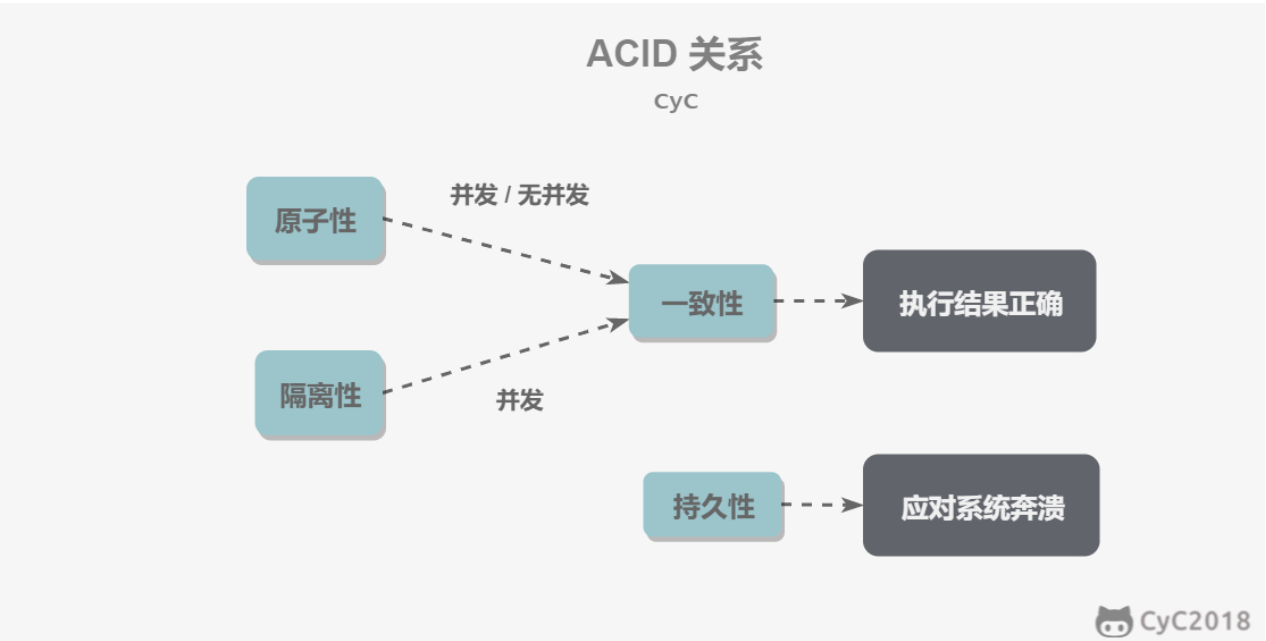 ACID 关系
CyC
原子性
并发 / 无并发
一致性
执行结果正确
隔离性
并发
持久性
应对系统奔溃
CyC2018